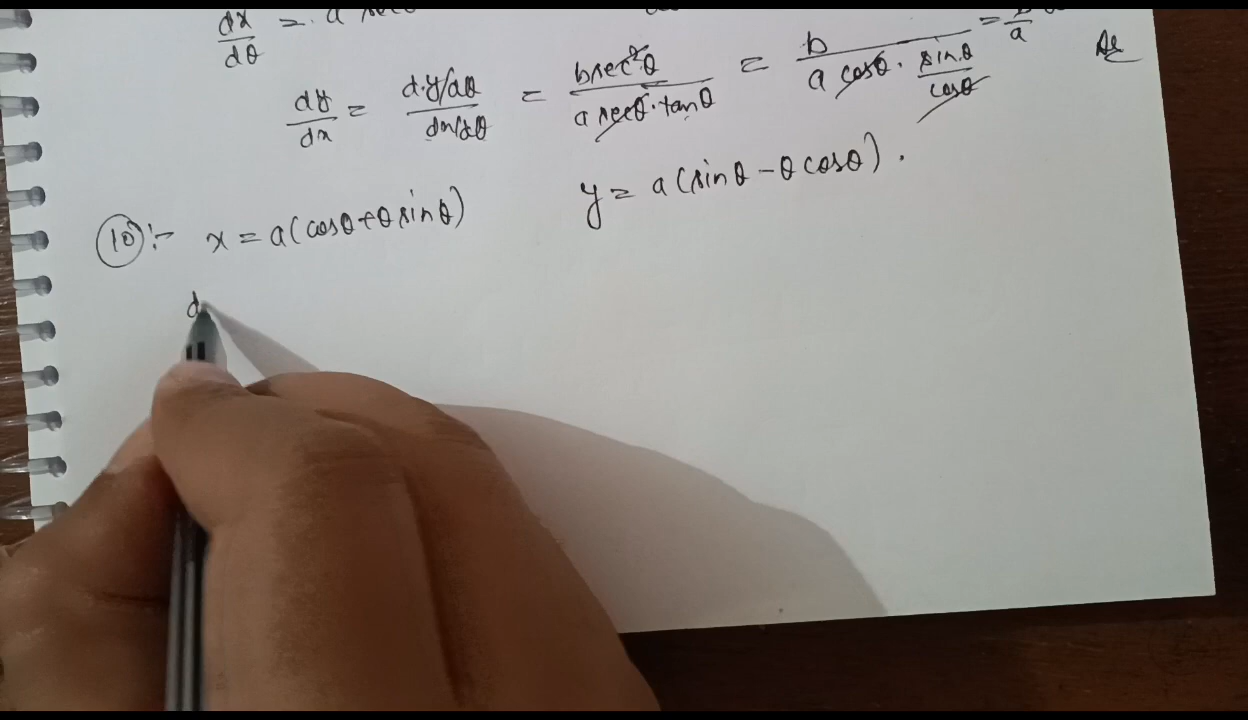 dx/dθ = a
dy/dx = dy/dθ / dx/dθ = b sec²θ / a secθ·tanθ = b / a cosθ · sinθ/cosθ = b/a
(10):- x = a(cosθ+θ sinθ) y = a(sinθ-θ cosθ).
d